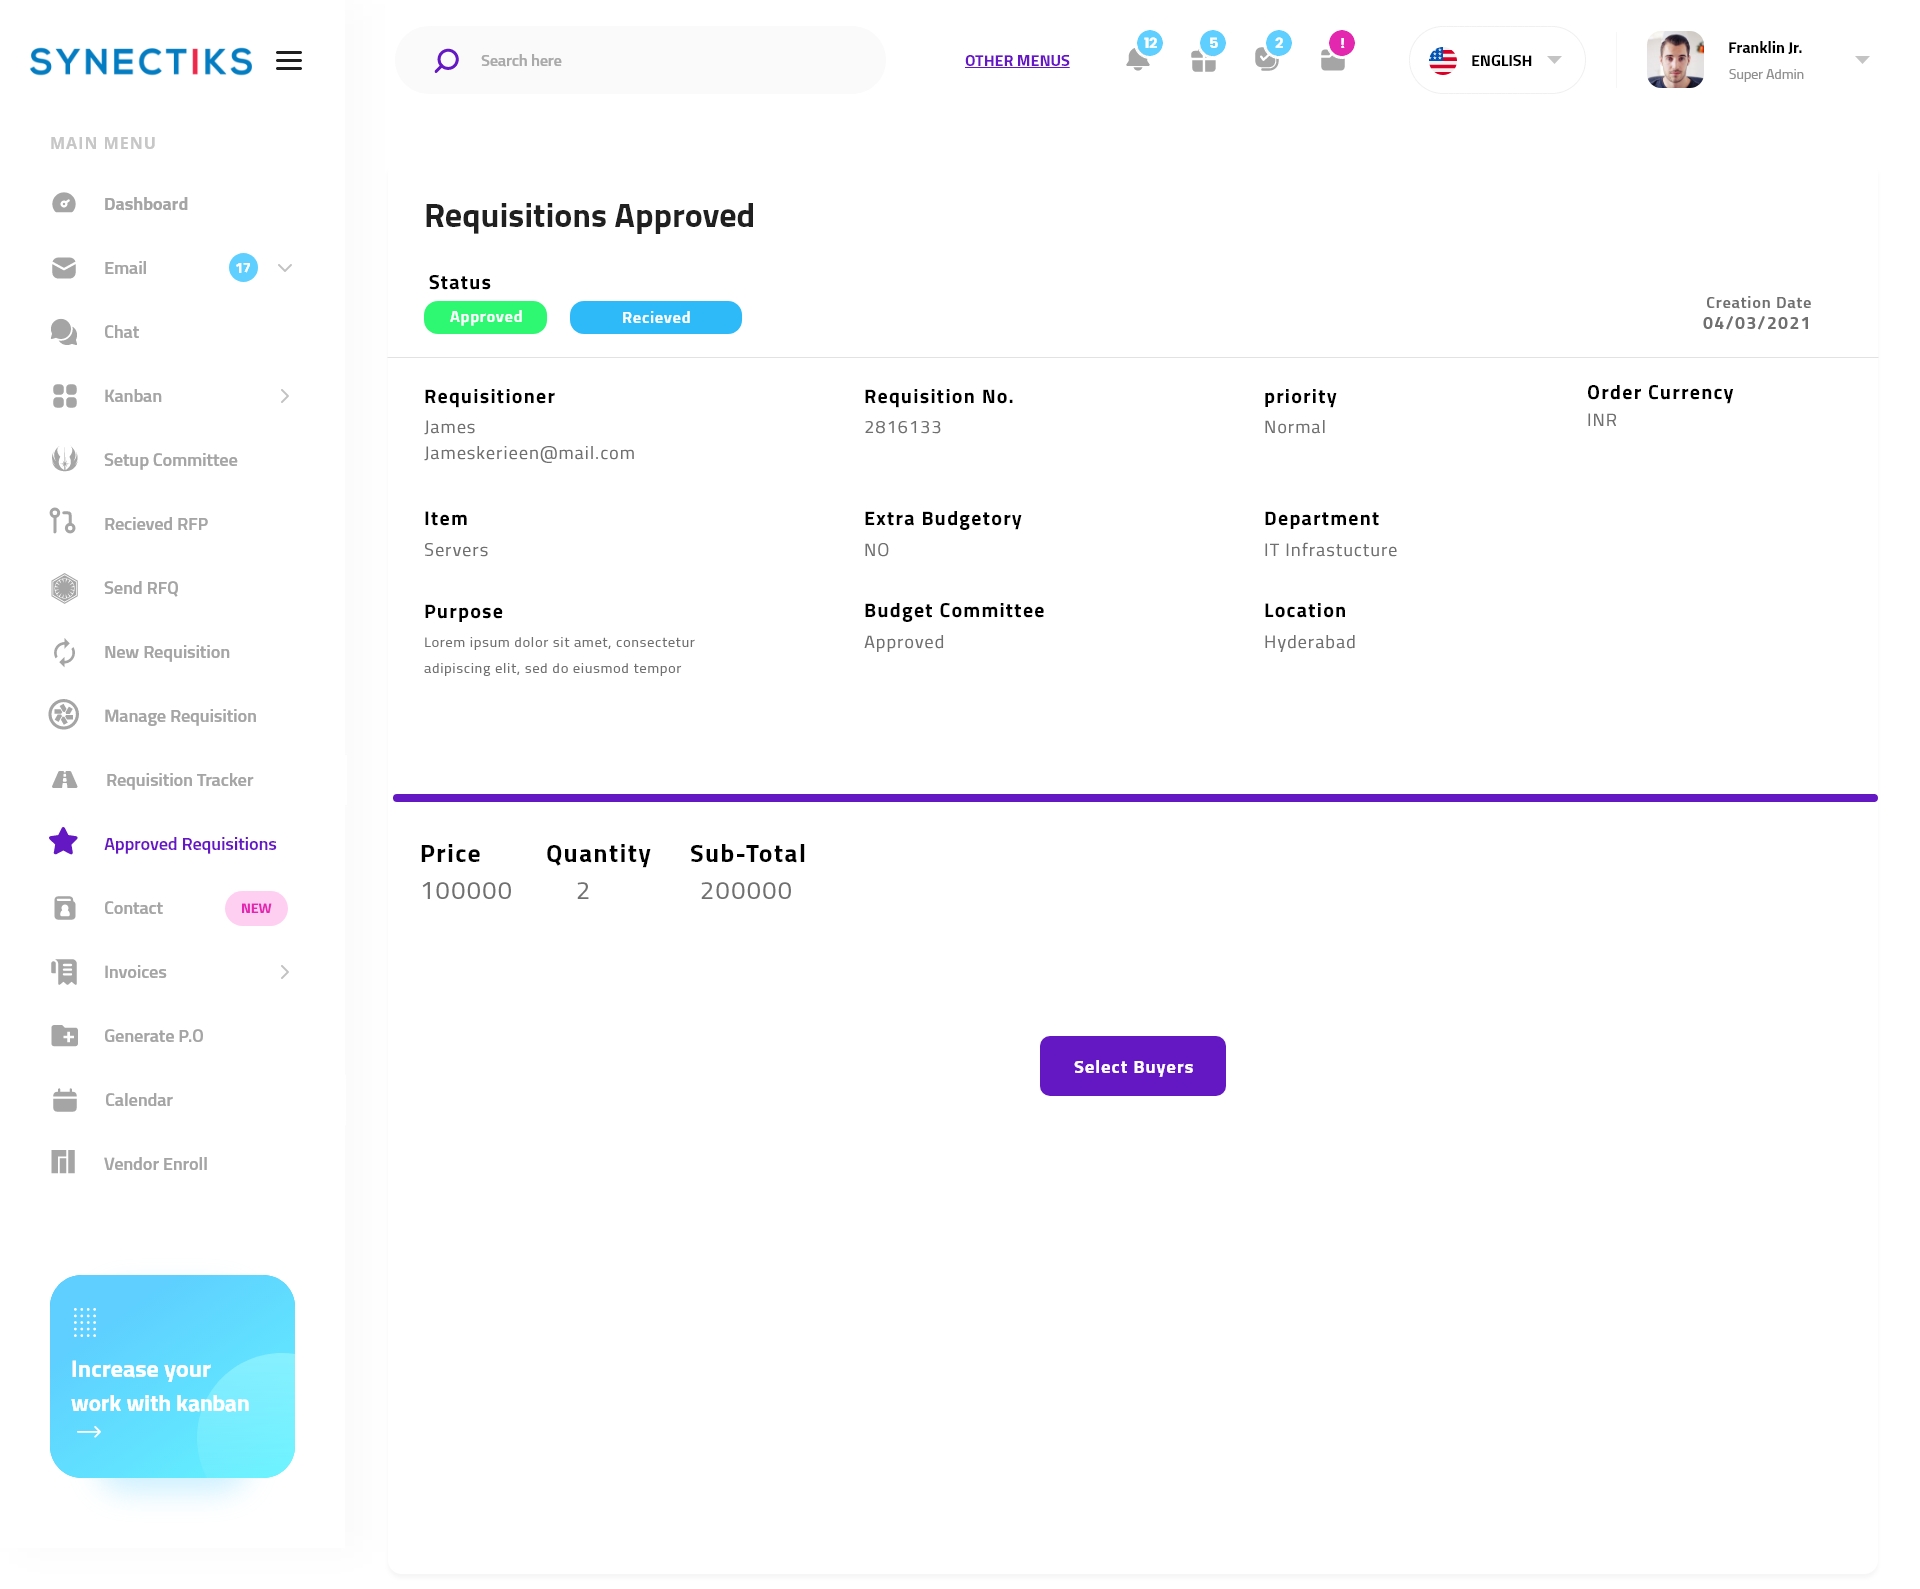 SYNECTIKS
Search here
OTHER MENUS
12
5
2
!
ENGLISH
Franklin Jr.
Super Admin
MAIN MENU
Dashboard
Email 17
Chat
Kanban
Setup Committee
Recieved RFP
Send RFQ
New Requisition
Manage Requisition
Requisition Tracker
Approved Requisitions
Contact NEW
Invoices
Generate P.O
Calendar
Vendor Enroll
Increase your
work with kanban
Requisitions Approved
Status
Approved Recieved
Creation Date
04/03/2021
Requisitioner
James
Jameskerieen@mail.com
Requisition No.
2816133
priority
Normal
Order Currency
INR
Item
Servers
Extra Budgetory
NO
Department
IT Infrastucture
Purpose
Lorem ipsum dolor sit amet, consectetur
adipiscing elit, sed do eiusmod tempor
Budget Committee
Approved
Location
Hyderabad
Price Quantity Sub-Total
100000 2 200000
Select Buyers